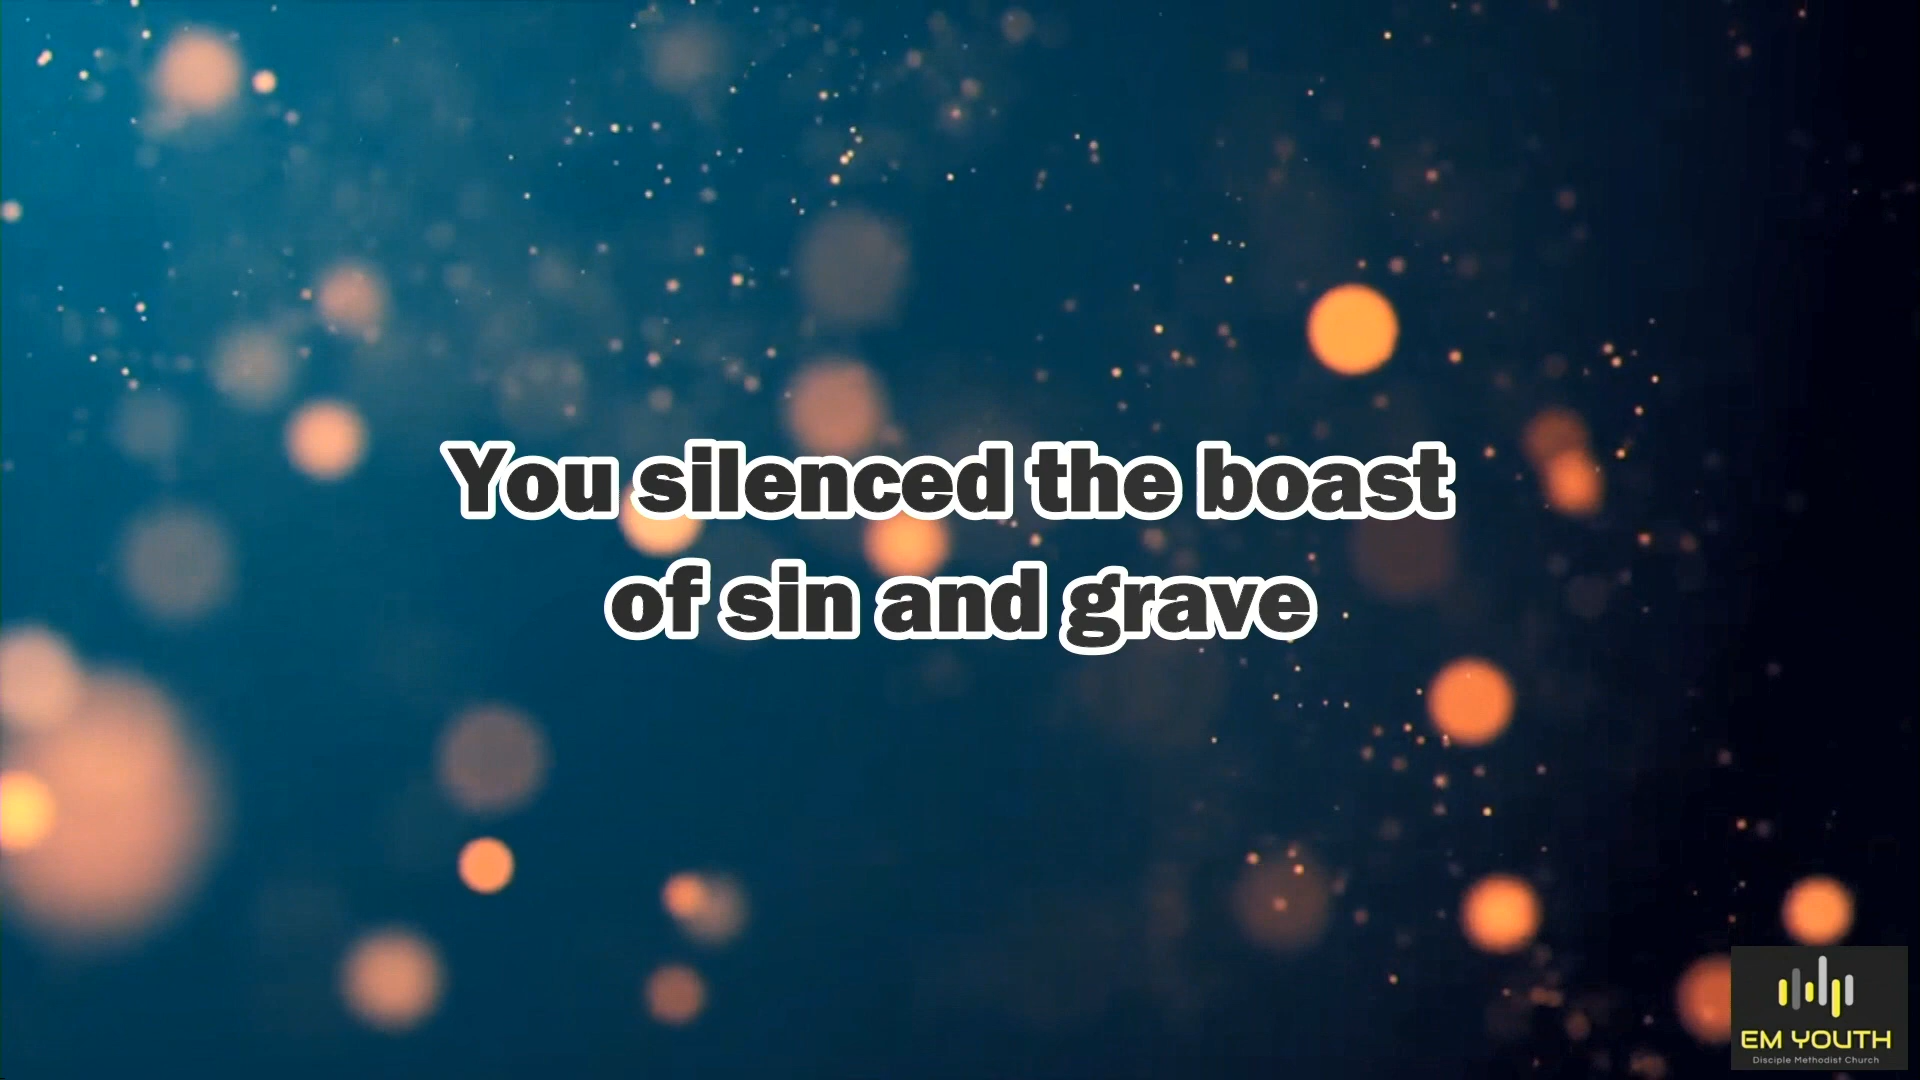 You silenced the boast
of sin and grave
EM YOUTH
Disciple Methodist Church